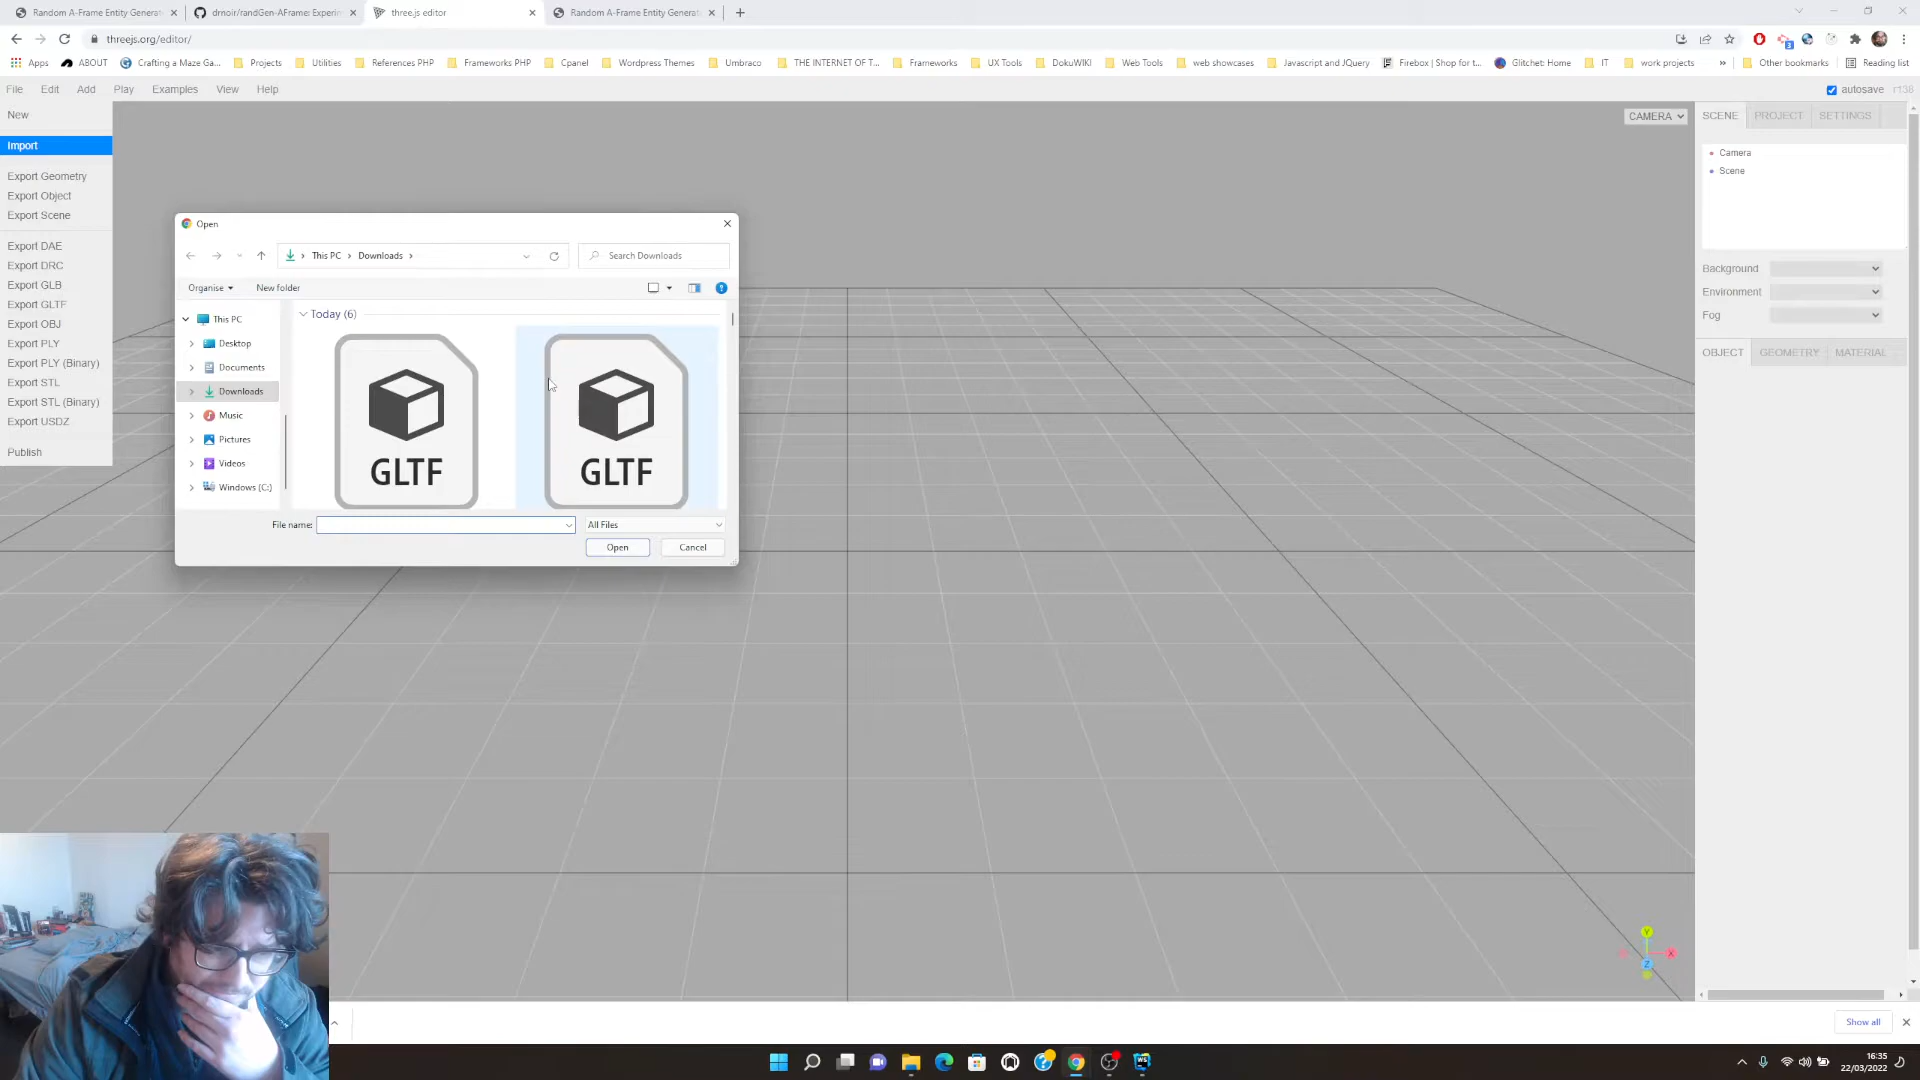 Random A-Frame Entity Generat
drnoir/randGen-AFrame: Experim
three.js editor
Random A-Frame Entity Generat
threejs.org/editor/
Apps
ABOUT
Crafting a Maze Ga...
Projects
Utilities
References PHP
Frameworks PHP
Cpanel
Wordpress Themes
Umbraco
THE INTERNET OF T...
Frameworks
UX Tools
DokuWIKI
Web Tools
web showcases
Javascript and JQuery
Firebox | Shop for t...
Glitchet: Home
IT
work projects
»
Other bookmarks
Reading list
File Edit Add Play Examples View Help
autosave r138
New
Import
Export Geometry
Export Object
Export Scene
Export DAE
Export DRC
Export GLB
Export GLTF
Export OBJ
Export PLY
Export PLY (Binary)
Export STL
Export STL (Binary)
Export USDZ
Publish
Open
This PC > Downloads >
Search Downloads
Organise
New folder
This PC
Desktop
Documents
Downloads
Music
Pictures
Videos
Windows (C:)
Today (6)
GLTF
GLTF
File name:
All Files
Open
Cancel
CAMERA
SCENE PROJECT SETTINGS
Camera
Scene
Background
Environment
Fog
OBJECT GEOMETRY MATERIAL
Y
X
Z
Show all
16:35
22/03/2022